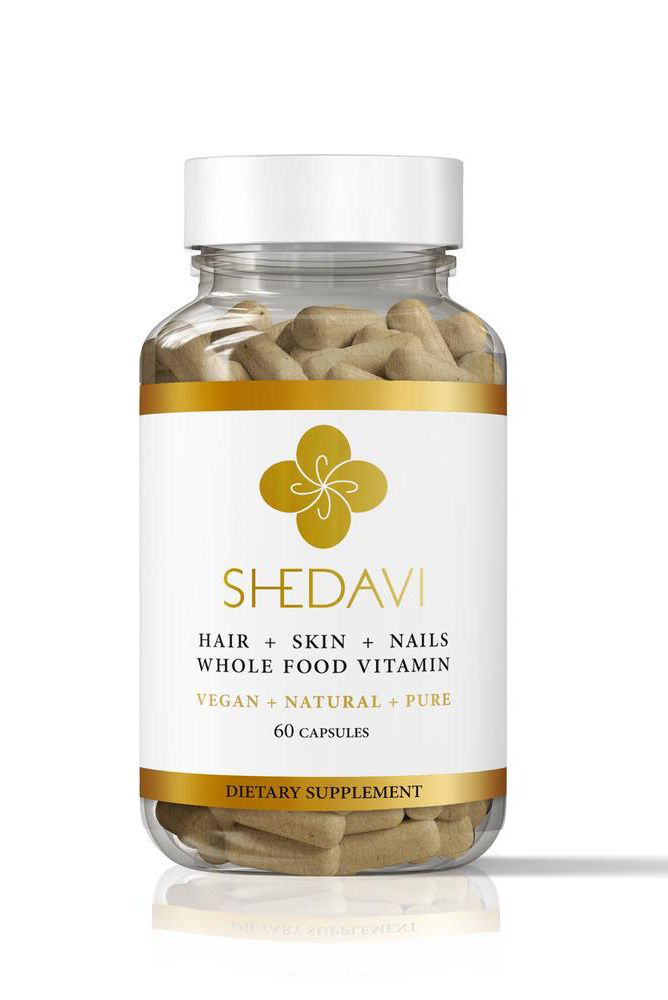 SHEDAVI
HAIR + SKIN + NAILS
WHOLE FOOD VITAMIN
VEGAN + NATURAL + PURE
60 CAPSULES
DIETARY SUPPLEMENT